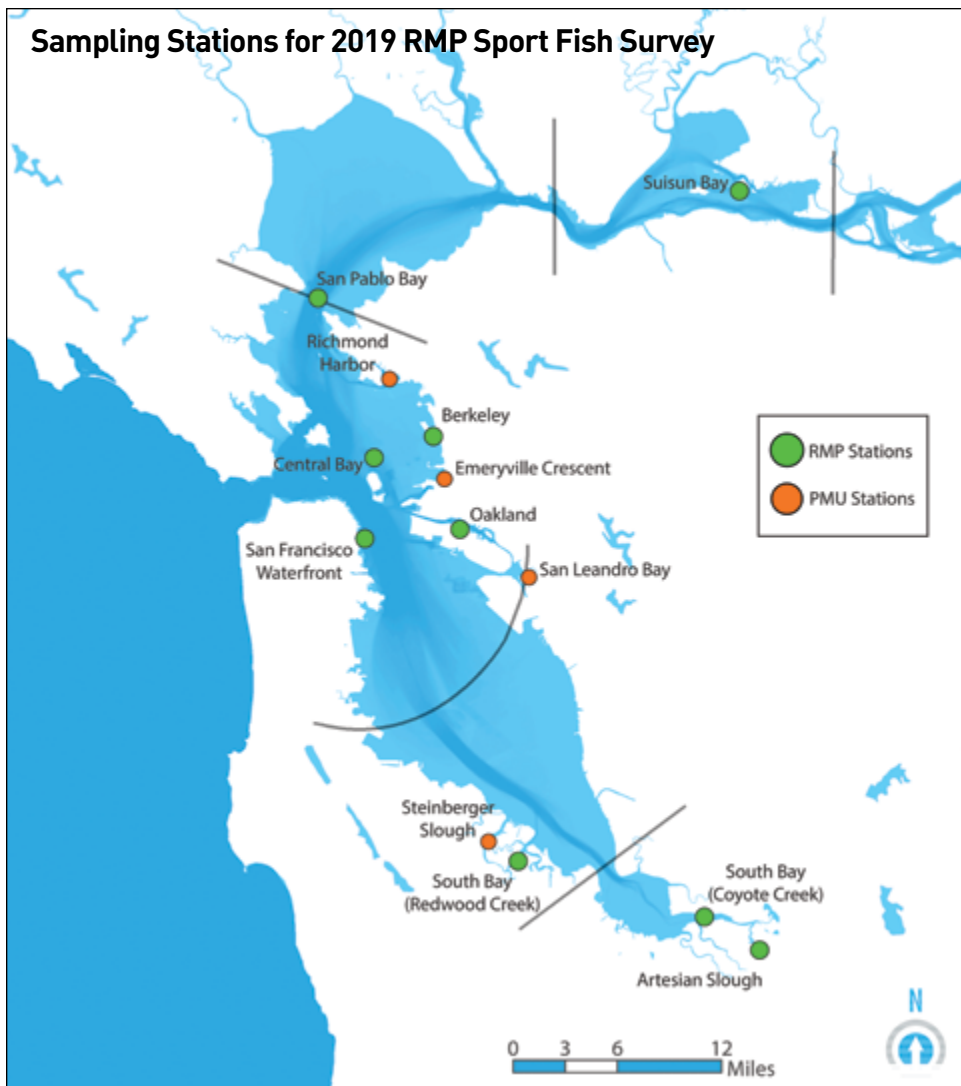 Sampling Stations for 2019 RMP Sport Fish Survey
Suisun Bay
San Pablo Bay
Richmond
Harbor
Berkeley
Central Bay
Emeryville Crescent
RMP Stations
PMU Stations
Oakland
San Francisco
Waterfront
San Leandro Bay
Steinberger
Slough
South Bay
(Redwood Creek)
South Bay
(Coyote Creek)
Artesian Slough
N
0 3 6 12
Miles